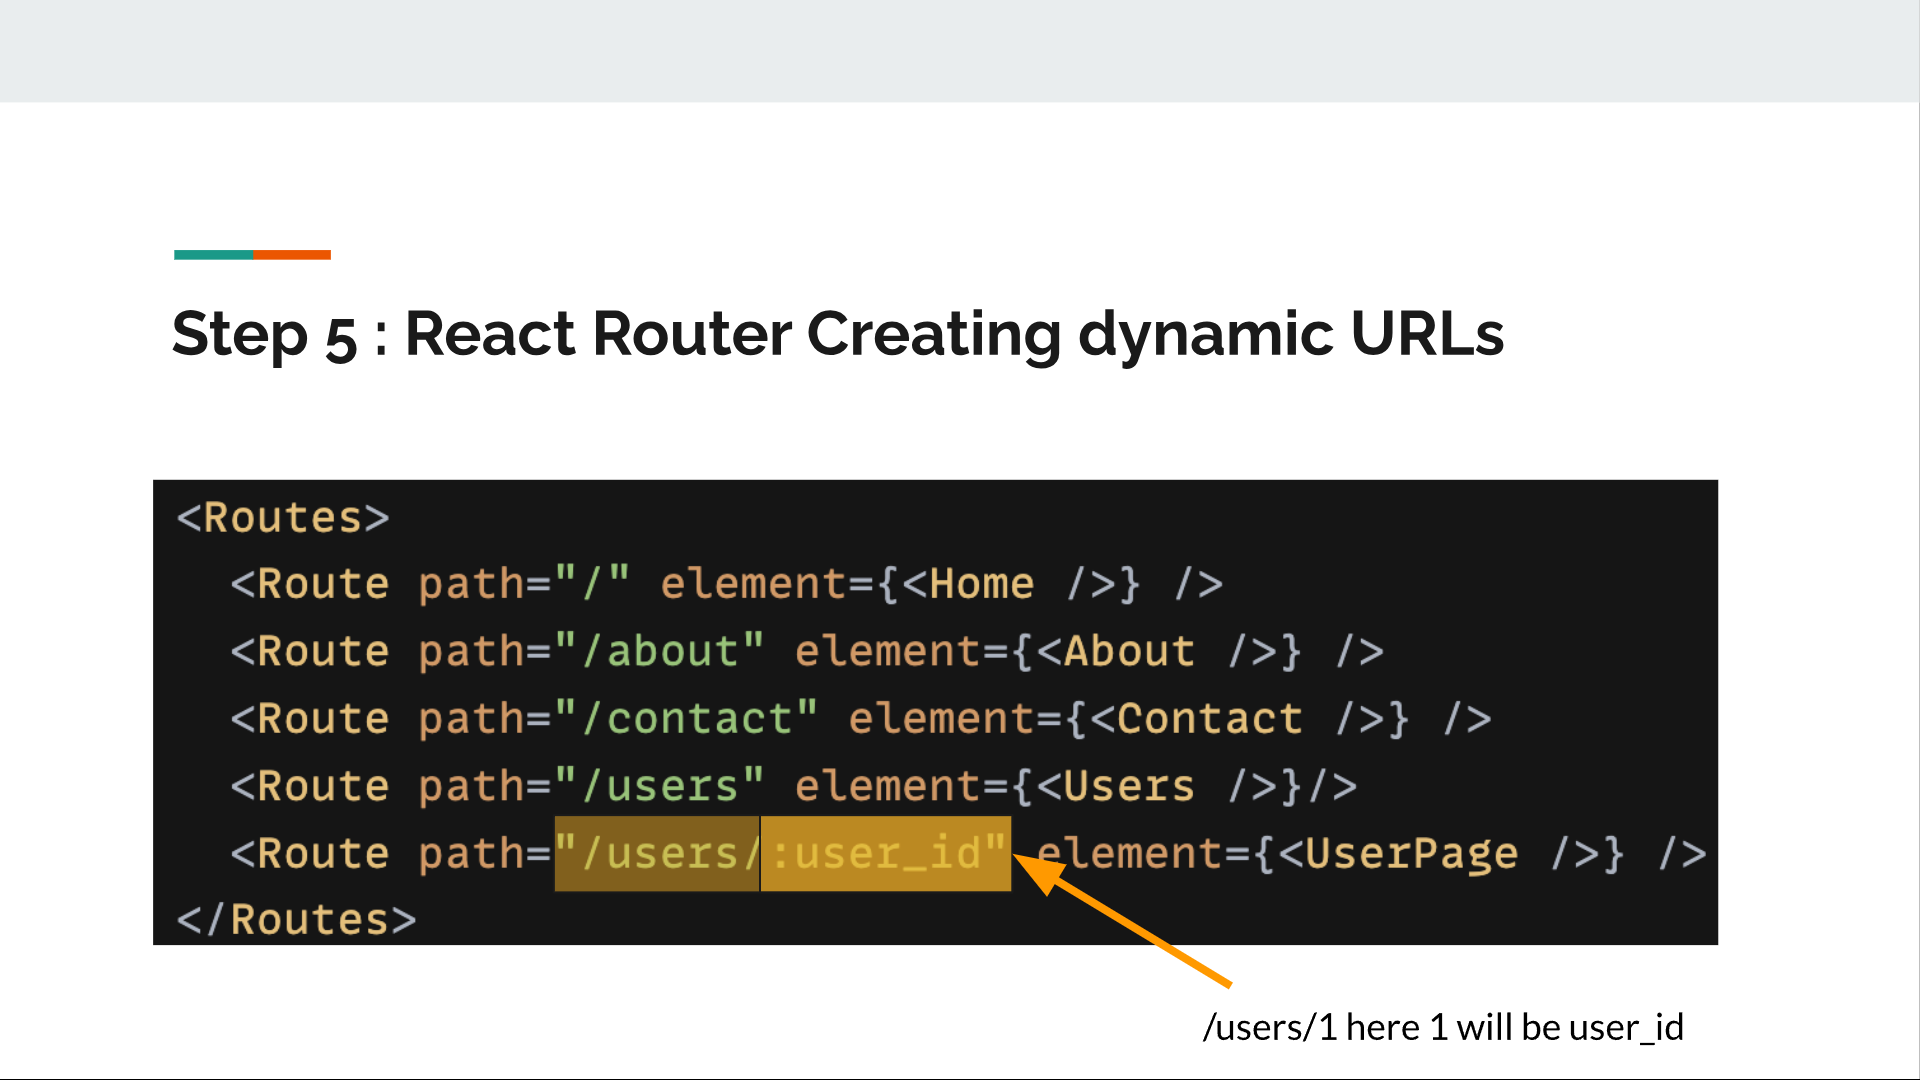 Step 5 : React Router Creating dynamic URLs
<Routes>
  <Route path="/" element={<Home />} />
  <Route path="/about" element={<About />} />
  <Route path="/contact" element={<Contact />} />
  <Route path="/users" element={<Users />}/>
  <Route path="/users/:user_id" element={<UserPage />} />
</Routes>
/users/1 here 1 will be user_id